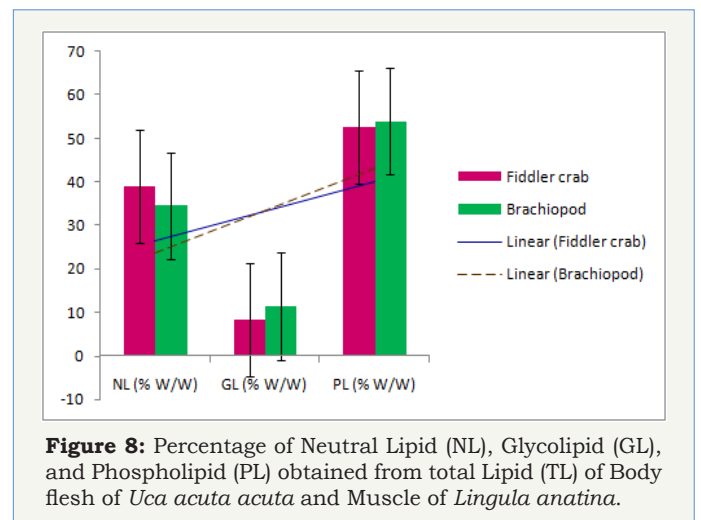 70
60
50
40
30
20
10
0
-10
NL (% W/W) GL (% W/W) PL (% W/W)
Fiddler crab
Brachiopod
Linear (Fiddler crab)
Linear (Brachiopod)
Figure 8: Percentage of Neutral Lipid (NL), Glycolipid (GL),
and Phospholipid (PL) obtained from total Lipid (TL) of Body
flesh of Uca acuta acuta and Muscle of Lingula anatina.